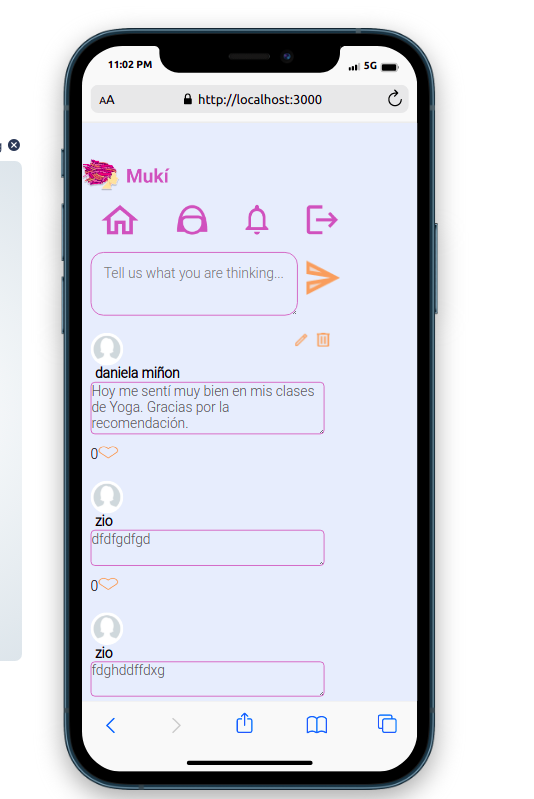 11:02 PM
5G
AA
http://localhost:3000
Mukí
Tell us what you are thinking...
daniela miñon
Hoy me sentí muy bien en mis clases
de Yoga. Gracias por la
recomendación.
0
zio
dfdfgdfgd
0
zio
fdghddffdxg